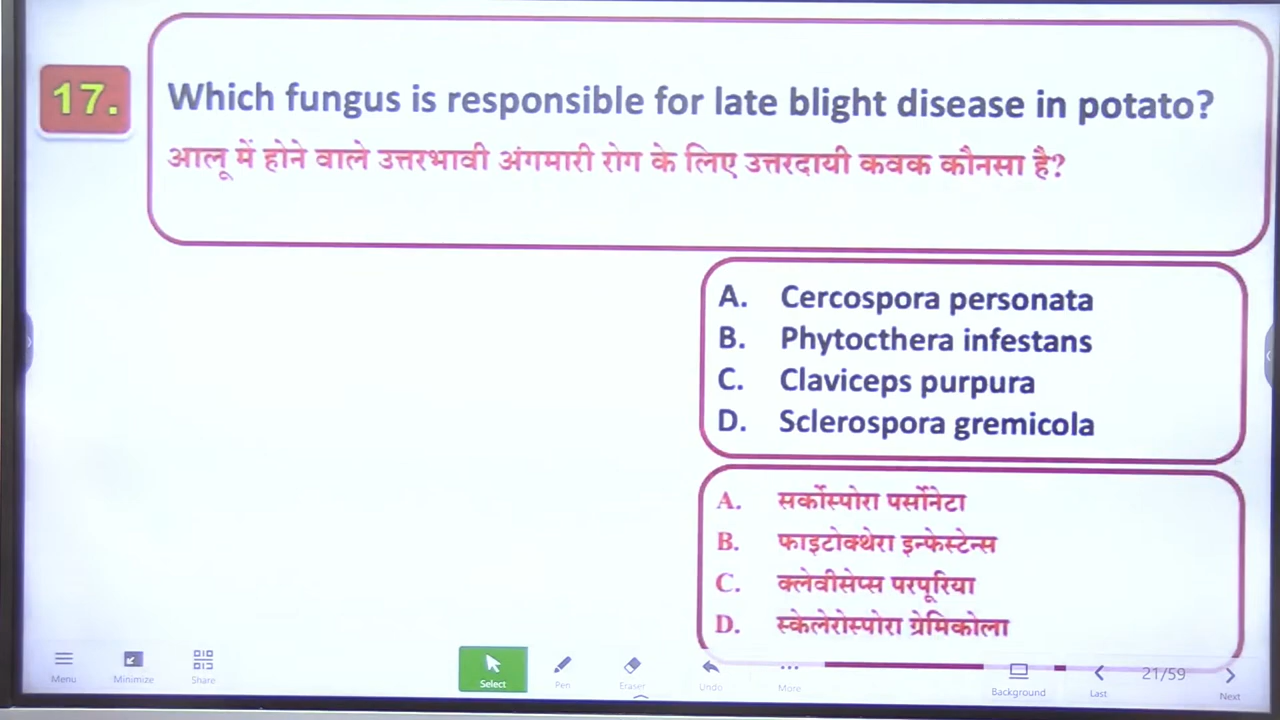 17.
Which fungus is responsible for late blight disease in potato?
आलू में होने वाले उत्तरभावी अंगमारी रोग के लिए उत्तरदायी कवक कौनसा है?
A. Cercospora personata
B. Phytocthera infestans
C. Claviceps purpura
D. Sclerospora gremicola
A. सर्कोस्पोरा पर्सोनेटा
B. फाइटोक्थेरा इन्फेस्टेन्स
C. क्लेवीसेप्स परपूरिया
D. स्केलेरोस्पोरा ग्रेमिकोला
Menu Minimize Share Select Pen Eraser Undo More Background Last 21/59 Next